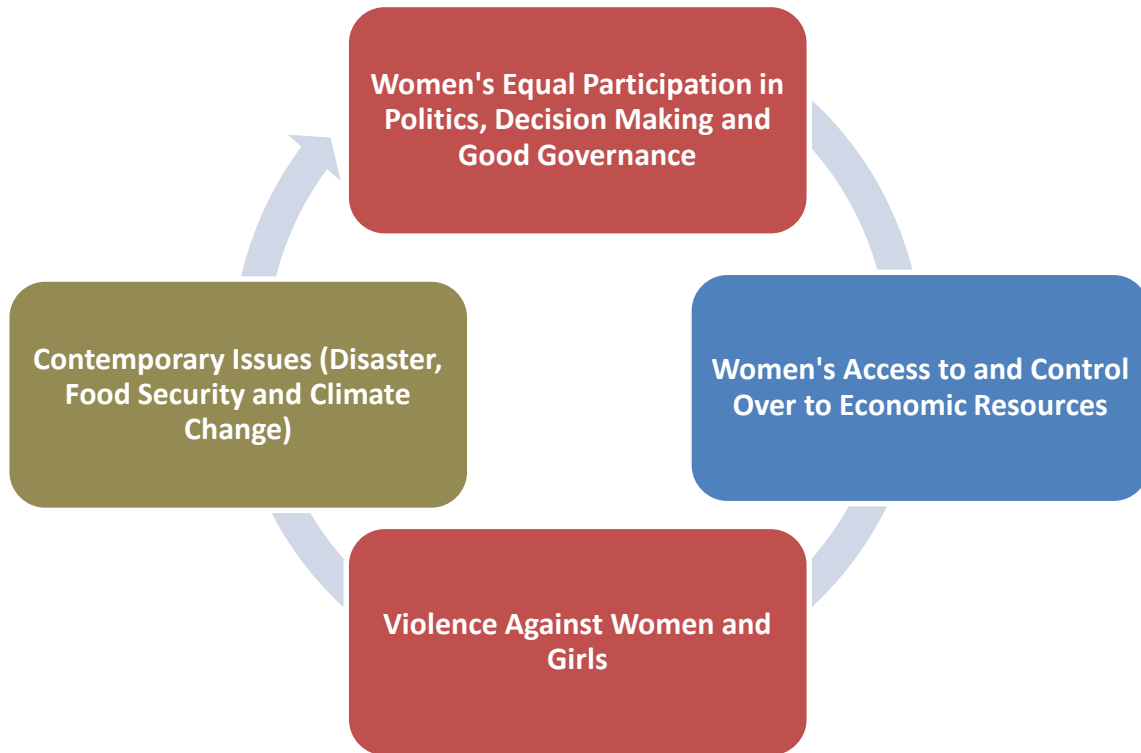 Women's Equal Participation in
Politics, Decision Making and
Good Governance
Women's Access to and Control
Over to Economic Resources
Violence Against Women and
Girls
Contemporary Issues (Disaster,
Food Security and Climate
Change)